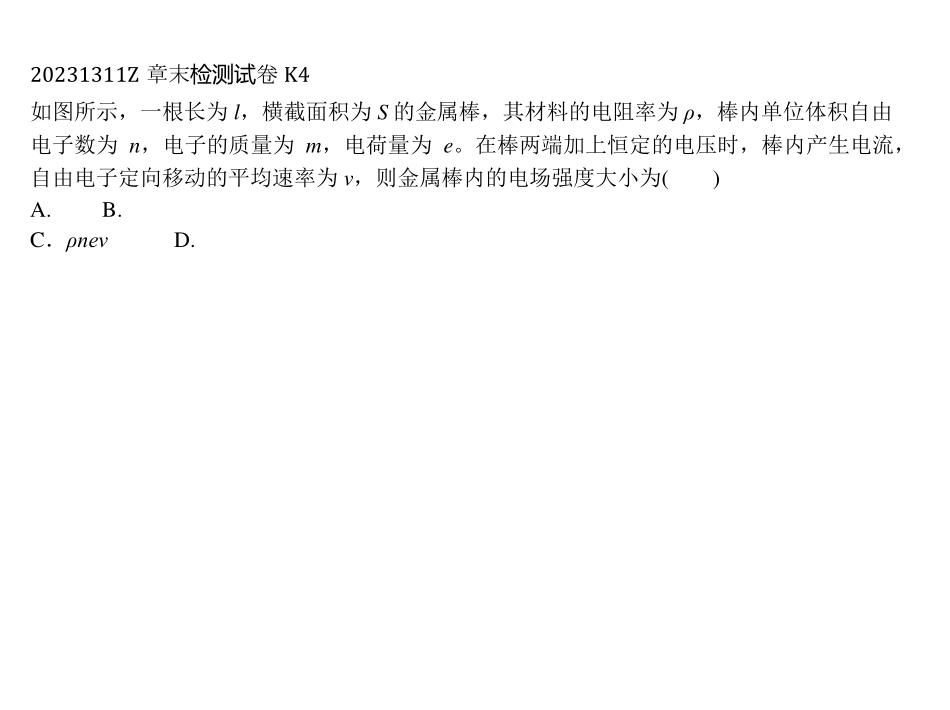 20231311Z 章末检测试卷 K4
如图所示，一根长为 l，横截面积为 S 的金属棒，其材料的电阻率为 ρ，棒内单位体积自由
电子数为 n，电子的质量为 m，电荷量为 e。在棒两端加上恒定的电压时，棒内产生电流，
自由电子定向移动的平均速率为 v，则金属棒内的电场强度大小为(　　)
A.　　B.
C．ρnev　　　D.